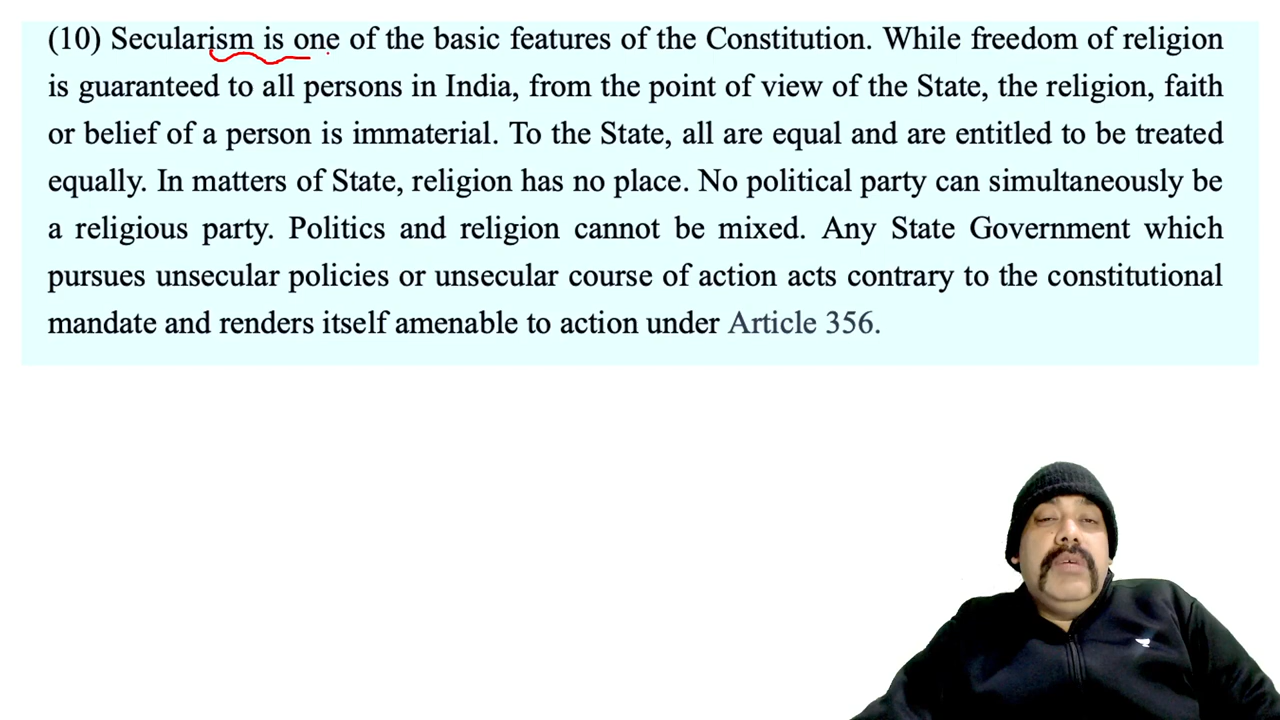 (10) Secularism is one of the basic features of the Constitution. While freedom of religion
is guaranteed to all persons in India, from the point of view of the State, the religion, faith
or belief of a person is immaterial. To the State, all are equal and are entitled to be treated
equally. In matters of State, religion has no place. No political party can simultaneously be
a religious party. Politics and religion cannot be mixed. Any State Government which
pursues unsecular policies or unsecular course of action acts contrary to the constitutional
mandate and renders itself amenable to action under Article 356.